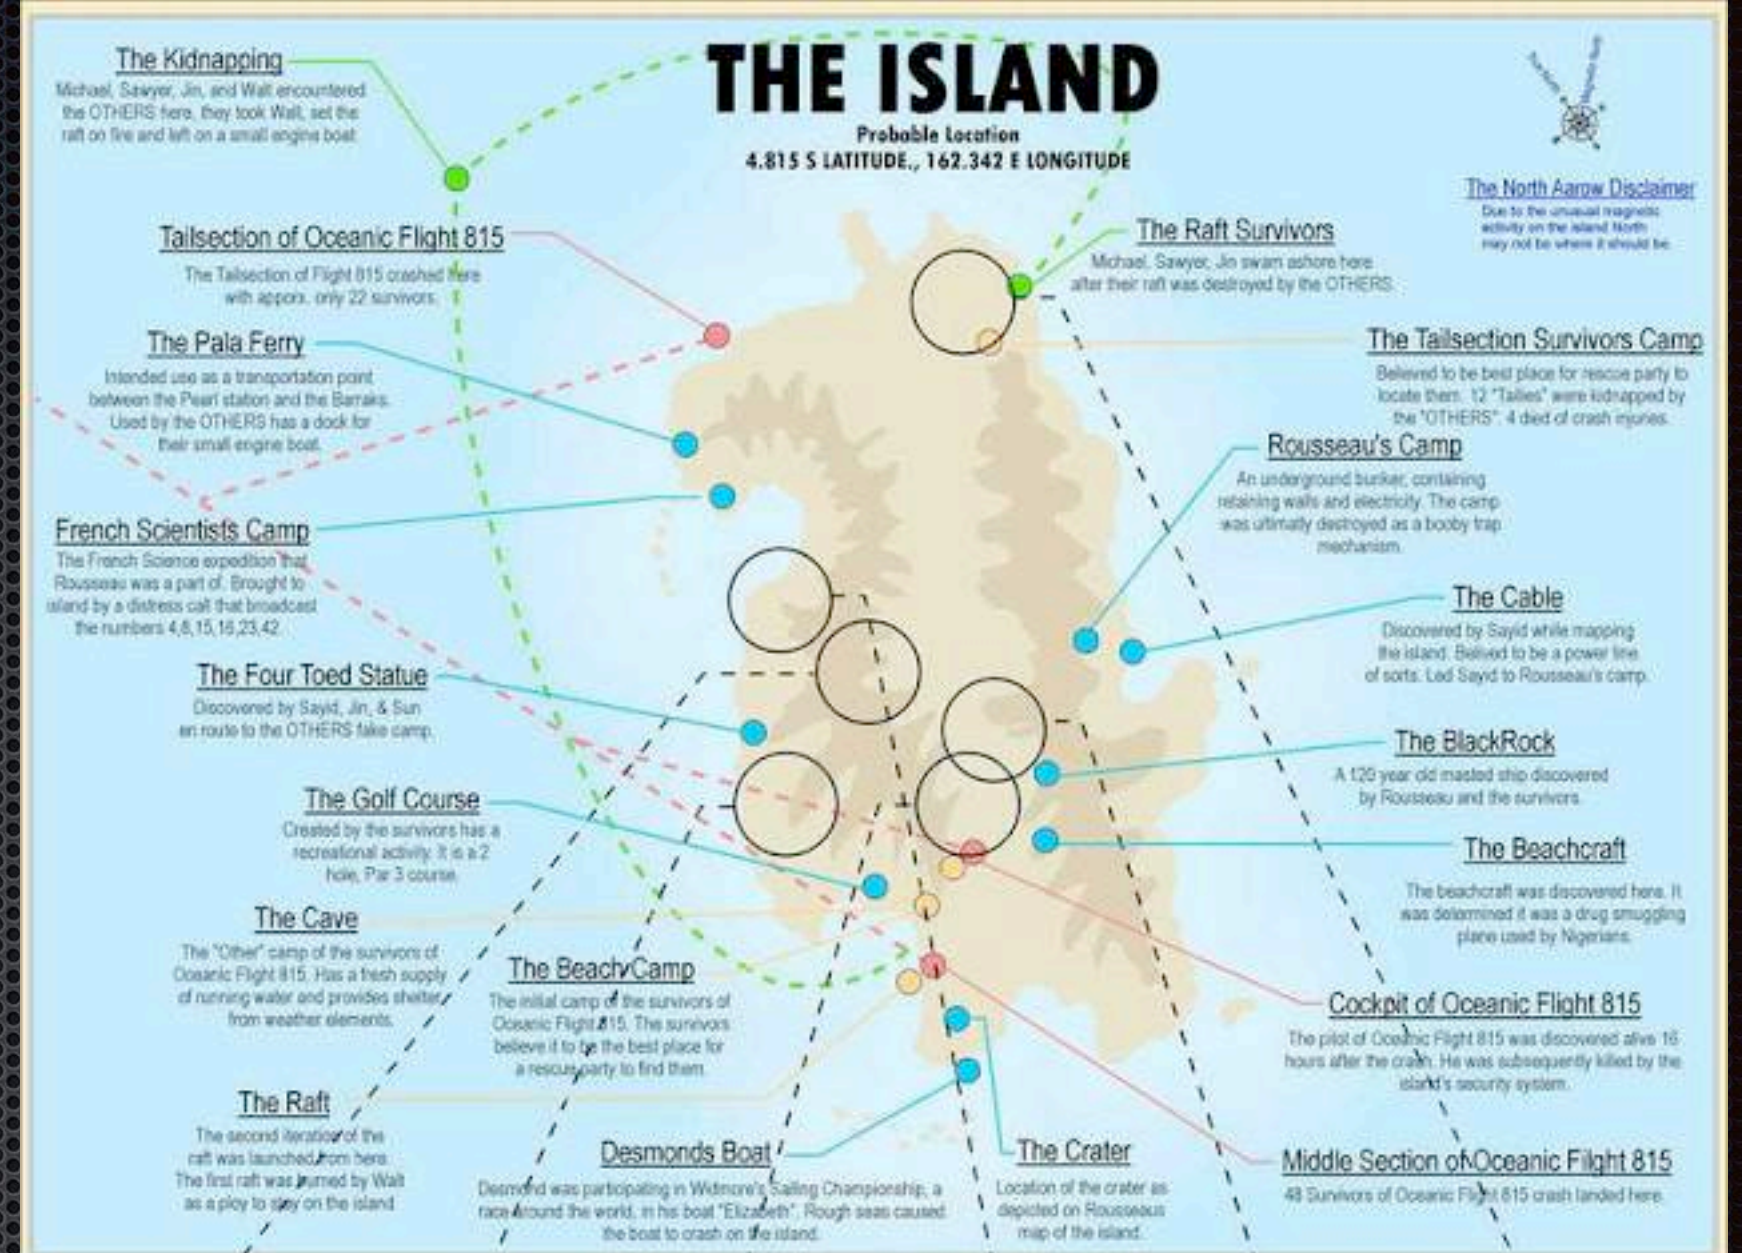 THE ISLAND
Probable Location
4.815 S LATITUDE., 162.342 E LONGITUDE
True North
Magnetic North
The North Aarow Disclaimer
Due to the unusual magnetic
activity on the island North
may not be where it should be.
The Kidnapping
Michael, Sawyer, Jin, and Walt encountered
the OTHERS here, they took Walt, set the
raft on fire and left on a small engine boat.
Tailsection of Oceanic Flight 815
The Tailsection of Flight 815 crashed here
with apporx. only 22 survivors.
The Pala Ferry
Intended use as a transportation point
between the Pearl station and the Barraks.
Used by the OTHERS has a dock for
their small engine boat.
French Scientists Camp
The French Science expedition that
Rousseau was a part of. Brought to
island by a distress call that broadcast
the numbers 4,8,15,16,23,42.
The Four Toed Statue
Discovered by Sayid, Jin, & Sun
en route to the OTHERS fake camp.
The Golf Course
Created by the survivors has a
recreational activity. It is a 2
hole, Par 3 course.
The Cave
The "Other" camp of the survivors of
Oceanic Flight 815. Has a fresh supply
of running water and provides shelter
from weather elements.
The Beach Camp
The initial camp of the survivors of
Oceanic Flight 815. The survivors
believe it to be the best place for
a rescue party to find them.
The Raft
The second iteration of the
raft was launched from here.
The first raft was burned by Walt
as a ploy to stay on the island
Desmonds Boat
Desmond was participating in Widmore's Sailing Championship, a
race around the world, in his boat "Elizabeth". Rough seas caused
the boat to crash on the island.
The Crater
Location of the crater as
depicted on Rousseaus
map of the island.
The Raft Survivors
Michael, Sawyer, Jin swam ashore here
after their raft was destroyed by the OTHERS.
The Tailsection Survivors Camp
Believed to be best place for rescue party to
locate them. 12 "Tailies" were kidnapped by
the "OTHERS". 4 died of crash injuries.
Rousseau's Camp
An underground bunker, containing
retaining walls and electricity. The camp
was ultimatly destroyed as a booby trap
mechanism.
The Cable
Discovered by Sayid while mapping
the island. Belived to be a power line
of sorts. Led Sayid to Rousseau's camp.
The BlackRock
A 120 year old masted ship discovered
by Rousseau and the survivors.
The Beachcraft
The beachcraft was discovered here. It
was determined it was a drug smuggling
plane used by Nigerians.
Cockpit of Oceanic Flight 815
The pilot of Oceanic Flight 815 was discovered alive 16
hours after the crash. He was subsequently killed by the
island's security system.
Middle Section of Oceanic Filght 815
48 Survivors of Oceanic Flight 815 crash landed here.